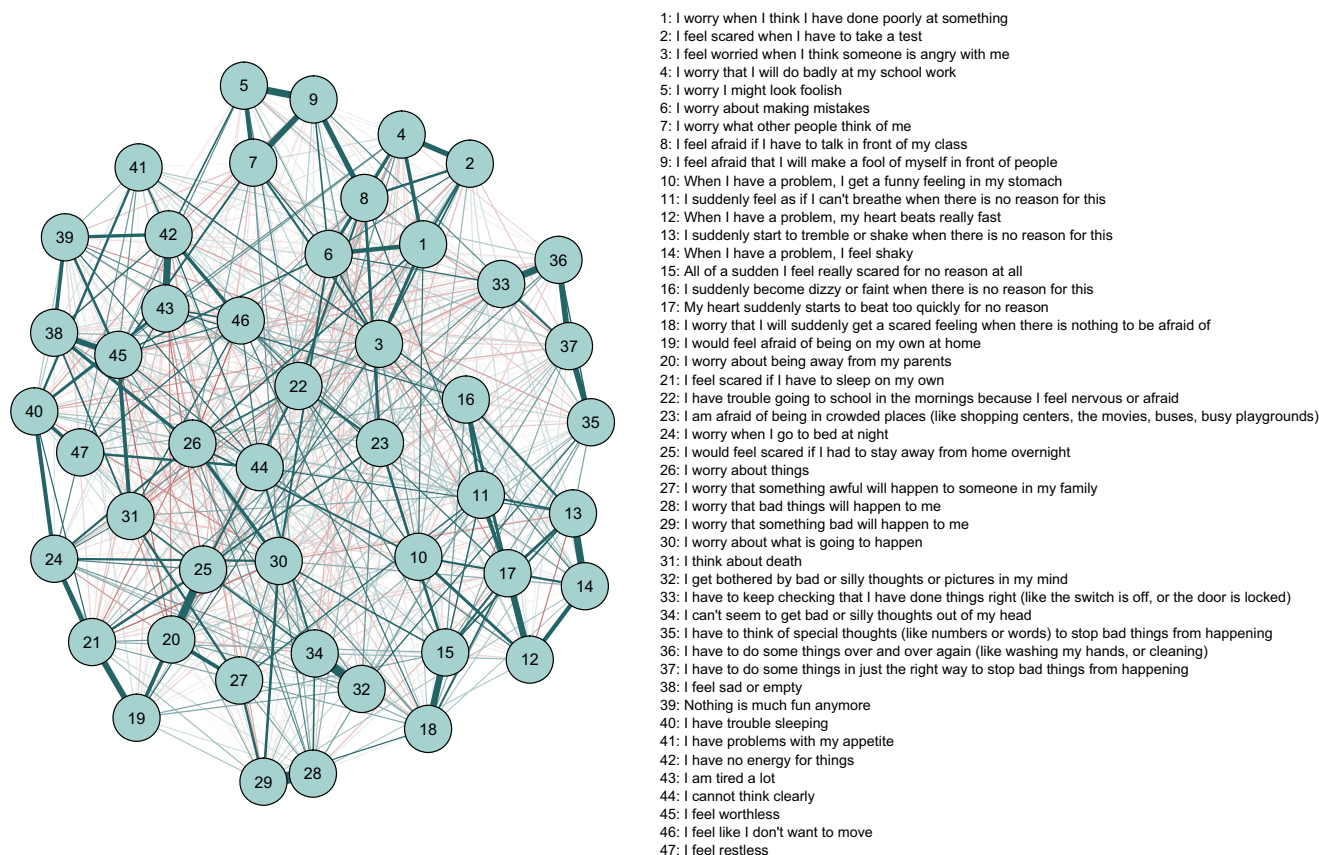 5
9
4
2
41
7
8
39
42
6
1
36
33
43
46
38
45
3
37
22
16
40
35
26
23
47
44
11
31
13
24
10
30
25
17
14
21
20
34
15
12
27
32
19
18
29
28
1: I worry when I think I have done poorly at something
2: I feel scared when I have to take a test
3: I feel worried when I think someone is angry with me
4: I worry that I will do badly at my school work
5: I worry I might look foolish
6: I worry about making mistakes
7: I worry what other people think of me
8: I feel afraid if I have to talk in front of my class
9: I feel afraid that I will make a fool of myself in front of people
10: When I have a problem, I get a funny feeling in my stomach
11: I suddenly feel as if I can't breathe when there is no reason for this
12: When I have a problem, my heart beats really fast
13: I suddenly start to tremble or shake when there is no reason for this
14: When I have a problem, I feel shaky
15: All of a sudden I feel really scared for no reason at all
16: I suddenly become dizzy or faint when there is no reason for this
17: My heart suddenly starts to beat too quickly for no reason
18: I worry that I will suddenly get a scared feeling when there is nothing to be afraid of
19: I would feel afraid of being on my own at home
20: I worry about being away from my parents
21: I feel scared if I have to sleep on my own
22: I have trouble going to school in the mornings because I feel nervous or afraid
23: I am afraid of being in crowded places (like shopping centers, the movies, buses, busy playgrounds)
24: I worry when I go to bed at night
25: I would feel scared if I had to stay away from home overnight
26: I worry about things
27: I worry that something awful will happen to someone in my family
28: I worry that bad things will happen to me
29: I worry that something bad will happen to me
30: I worry about what is going to happen
31: I think about death
32: I get bothered by bad or silly thoughts or pictures in my mind
33: I have to keep checking that I have done things right (like the switch is off, or the door is locked)
34: I can't seem to get bad or silly thoughts out of my head
35: I have to think of special thoughts (like numbers or words) to stop bad things from happening
36: I have to do some things over and over again (like washing my hands, or cleaning)
37: I have to do some things in just the right way to stop bad things from happening
38: I feel sad or empty
39: Nothing is much fun anymore
40: I have trouble sleeping
41: I have problems with my appetite
42: I have no energy for things
43: I am tired a lot
44: I cannot think clearly
45: I feel worthless
46: I feel like I don't want to move
47: I feel restless